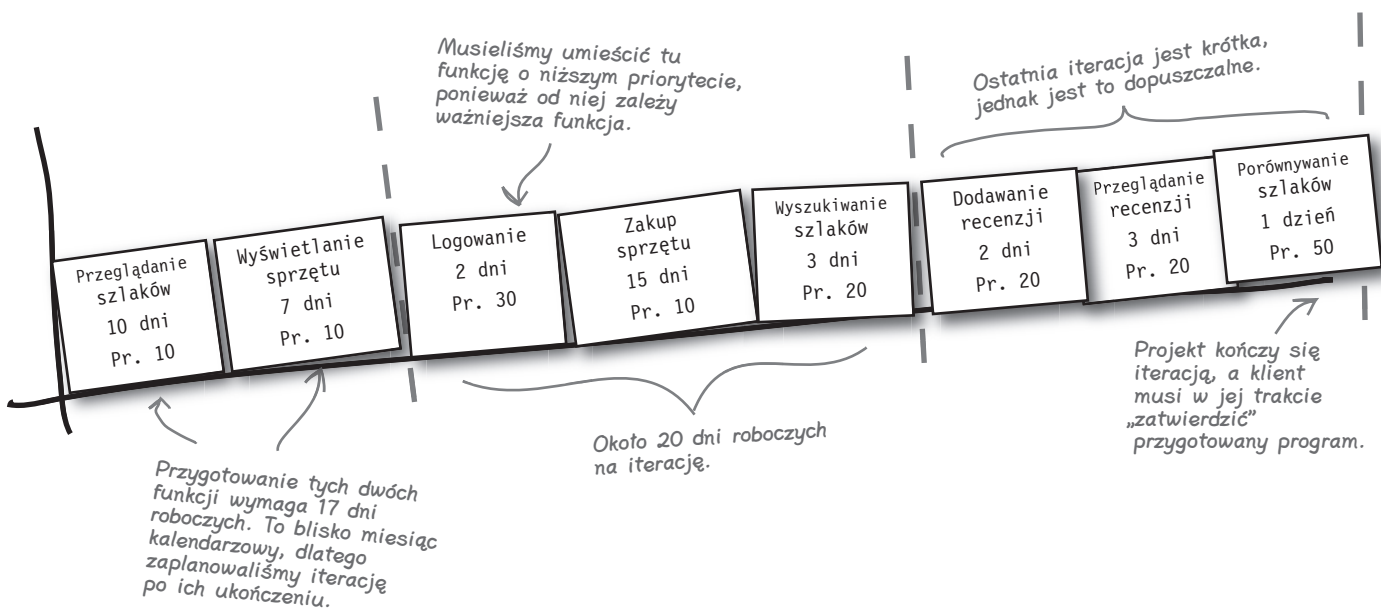 Musieliśmy umieścić tu
funkcję o niższym priorytecie,
ponieważ od niej zależy
ważniejsza funkcja.
Ostatnia iteracja jest krótka,
jednak jest to dopuszczalne.
Przeglądanie
szlaków
10 dni
Pr. 10
Wyświetlanie
sprzętu
7 dni
Pr. 10
Logowanie
2 dni
Pr. 30
Zakup
sprzętu
15 dni
Pr. 10
Wyszukiwanie
szlaków
3 dni
Pr. 20
Dodawanie
recenzji
2 dni
Pr. 20
Przeglądanie
recenzji
3 dni
Pr. 20
Porównywanie
szlaków
1 dzień
Pr. 50
Przygotowanie tych dwóch
funkcji wymaga 17 dni
roboczych. To blisko miesiąc
kalendarzowy, dlatego
zaplanowaliśmy iterację
po ich ukończeniu.
Około 20 dni roboczych
na iterację.
Projekt kończy się
iteracją, a klient
musi w jej trakcie
„zatwierdzić”
przygotowany program.